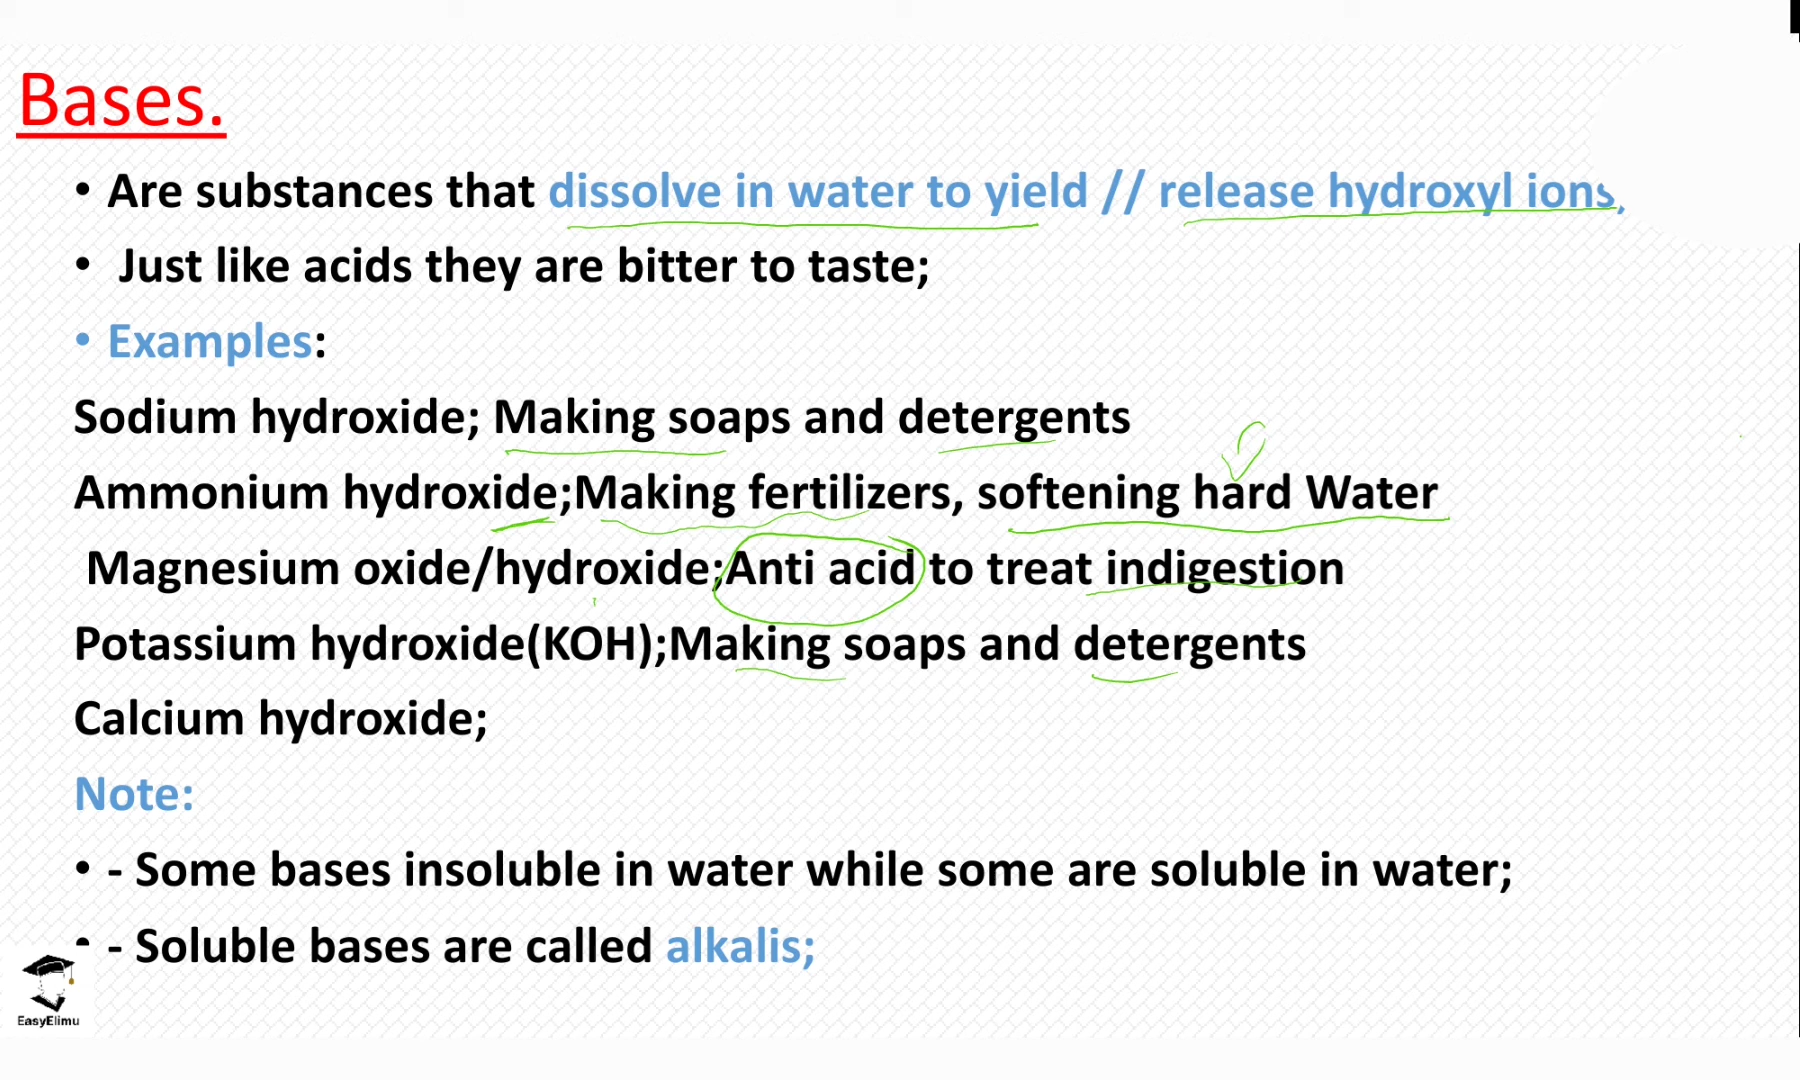 Bases.
• Are substances that dissolve in water to yield // release hydroxyl ions,
• Just like acids they are bitter to taste;
• Examples:
Sodium hydroxide; Making soaps and detergents
Ammonium hydroxide;Making fertilizers, softening hard Water
Magnesium oxide/hydroxide;Anti acid to treat indigestion
Potassium hydroxide(KOH);Making soaps and detergents
Calcium hydroxide;
Note:
• - Some bases insoluble in water while some are soluble in water;
• - Soluble bases are called alkalis;
EasyElimu